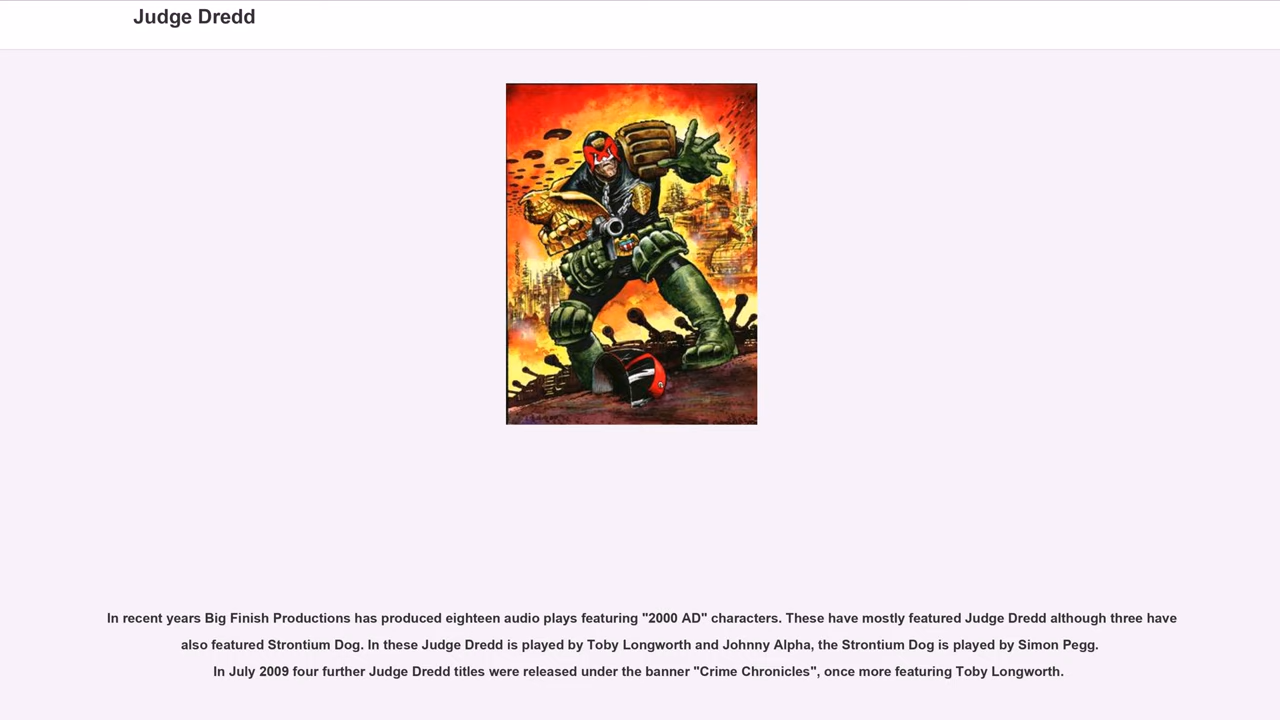 Judge Dredd
In recent years Big Finish Productions has produced eighteen audio plays featuring "2000 AD" characters. These have mostly featured Judge Dredd although three have
also featured Strontium Dog. In these Judge Dredd is played by Toby Longworth and Johnny Alpha, the Strontium Dog is played by Simon Pegg.
In July 2009 four further Judge Dredd titles were released under the banner "Crime Chronicles", once more featuring Toby Longworth.